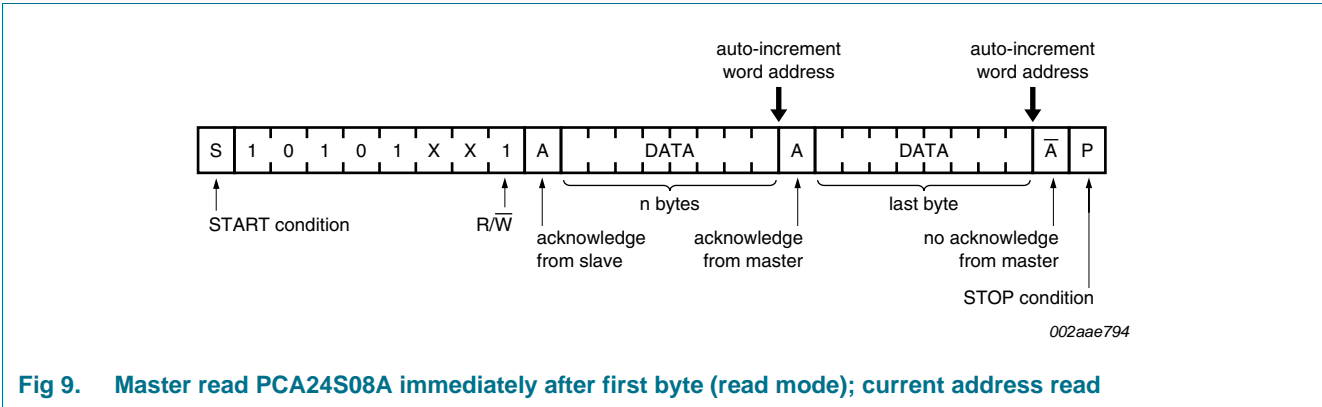 auto-increment
word address
auto-increment
word address
S 1 0 1 0 1 X X 1 A DATA A DATA A̅ P
n bytes
last byte
START condition
R/W̅
acknowledge
from slave
acknowledge
from master
no acknowledge
from master
STOP condition
002aae794
Fig 9. Master read PCA24S08A immediately after first byte (read mode); current address read